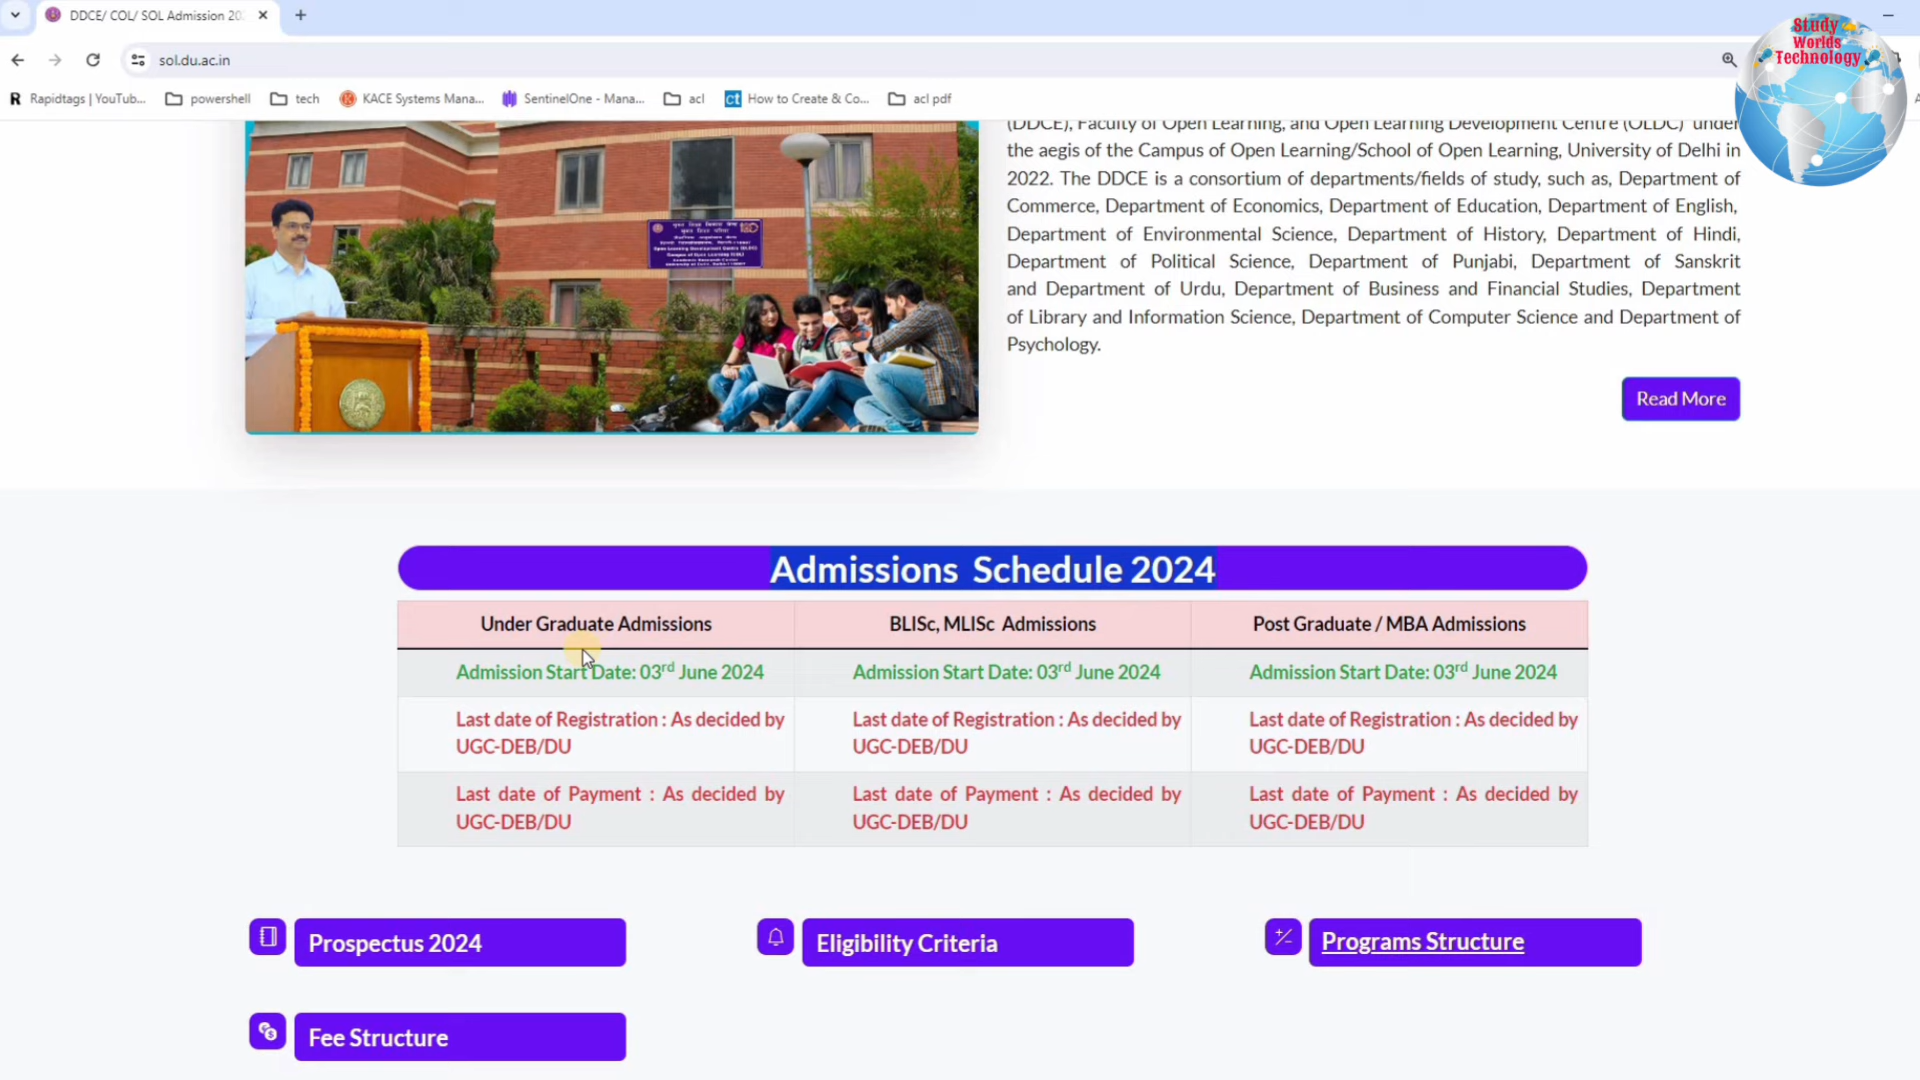 DDCE/ COL/ SOL Admission 20
sol.du.ac.in
Rapidtags | YouTub...
powershell
tech
KACE Systems Mana...
SentinelOne - Mana...
acl
ct
How to Create & Co...
acl pdf
Study
Worlds
Technology
(DDCE), Faculty of Open Learning, and Open Learning Development Centre (OLDC) under
the aegis of the Campus of Open Learning/School of Open Learning, University of Delhi in
2022. The DDCE is a consortium of departments/fields of study, such as, Department of
Commerce, Department of Economics, Department of Education, Department of English,
Department of Environmental Science, Department of History, Department of Hindi,
Department of Political Science, Department of Punjabi, Department of Sanskrit
and Department of Urdu, Department of Business and Financial Studies, Department
of Library and Information Science, Department of Computer Science and Department of
Psychology.
Read More
Admissions Schedule 2024
Under Graduate Admissions
BLISc, MLISc Admissions
Post Graduate / MBA Admissions
Admission Start Date: 03rd June 2024
Admission Start Date: 03rd June 2024
Admission Start Date: 03rd June 2024
Last date of Registration : As decided by
UGC-DEB/DU
Last date of Registration : As decided by
UGC-DEB/DU
Last date of Registration : As decided by
UGC-DEB/DU
Last date of Payment : As decided by
UGC-DEB/DU
Last date of Payment : As decided by
UGC-DEB/DU
Last date of Payment : As decided by
UGC-DEB/DU
Prospectus 2024
Eligibility Criteria
Programs Structure
Fee Structure